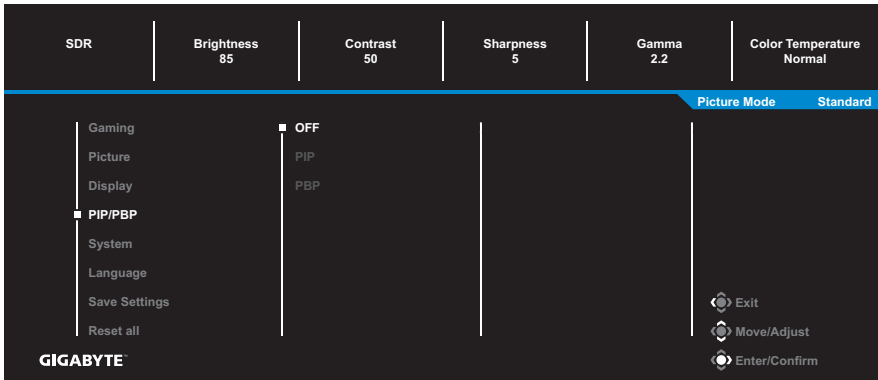 SDR
Brightness
85
Contrast
50
Sharpness
5
Gamma
2.2
Color Temperature
Normal
Picture Mode Standard
Gaming
Picture
Display
PIP/PBP
System
Language
Save Settings
Reset all
OFF
PIP
PBP
Exit
Move/Adjust
Enter/Confirm
GIGABYTE™